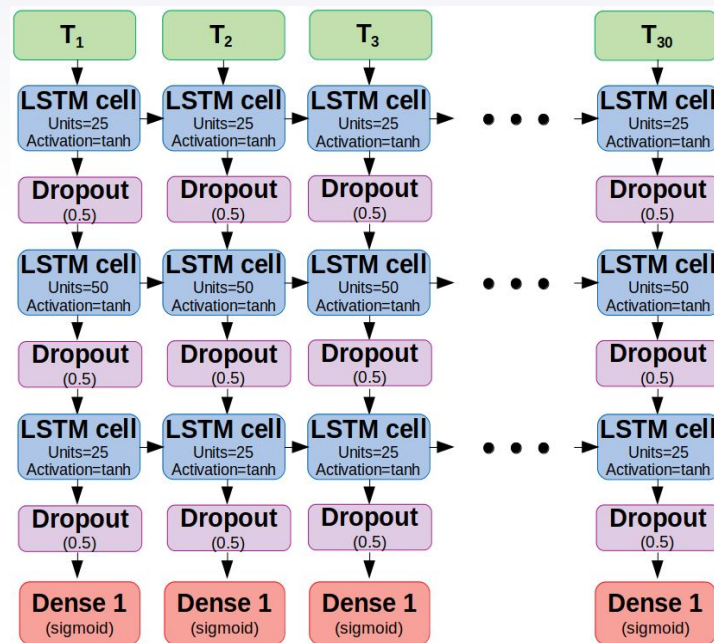 T1 T2 T3 T30
LSTM cell LSTM cell LSTM cell LSTM cell
Units=25 Units=25 Units=25 Units=25
Activation=tanh Activation=tanh Activation=tanh Activation=tanh
Dropout Dropout Dropout Dropout
(0.5) (0.5) (0.5) (0.5)
LSTM cell LSTM cell LSTM cell LSTM cell
Units=50 Units=50 Units=50 Units=50
Activation=tanh Activation=tanh Activation=tanh Activation=tanh
Dropout Dropout Dropout Dropout
(0.5) (0.5) (0.5) (0.5)
LSTM cell LSTM cell LSTM cell LSTM cell
Units=25 Units=25 Units=25 Units=25
Activation=tanh Activation=tanh Activation=tanh Activation=tanh
Dropout Dropout Dropout Dropout
(0.5) (0.5) (0.5) (0.5)
Dense 1 Dense 1 Dense 1 Dense 1
(sigmoid) (sigmoid) (sigmoid) (sigmoid)